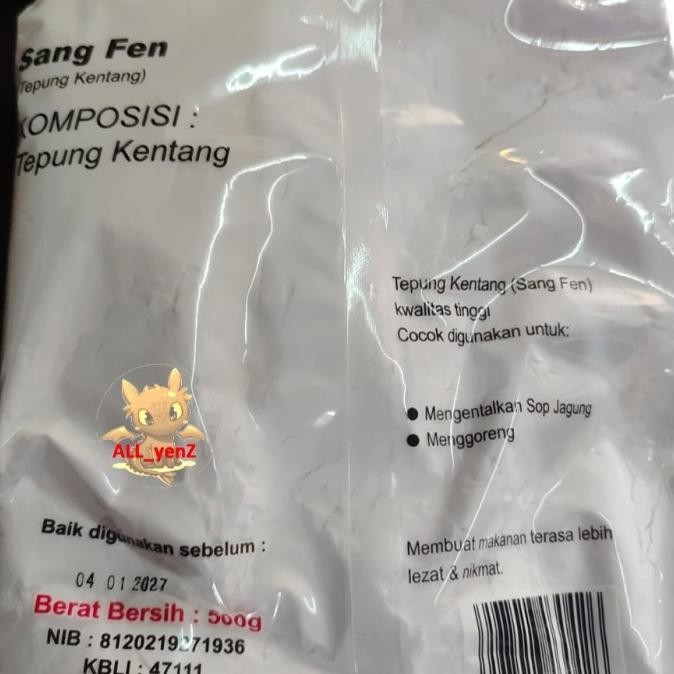 Sang Fen
(Tepung Kentang)
KOMPOSISI :
Tepung Kentang
Tepung Kentang (Sang Fen)
kwalitas tinggi
Cocok digunakan untuk:
● Mengentalkan Sop Jagung
● Menggoreng
ALL_yenZ
Baik digunakan sebelum :
04 01 2027
Berat Bersih : 500g
NIB : 8120219271936
KBLI : 47111
Membuat makanan terasa lebih
lezat & nikmat.